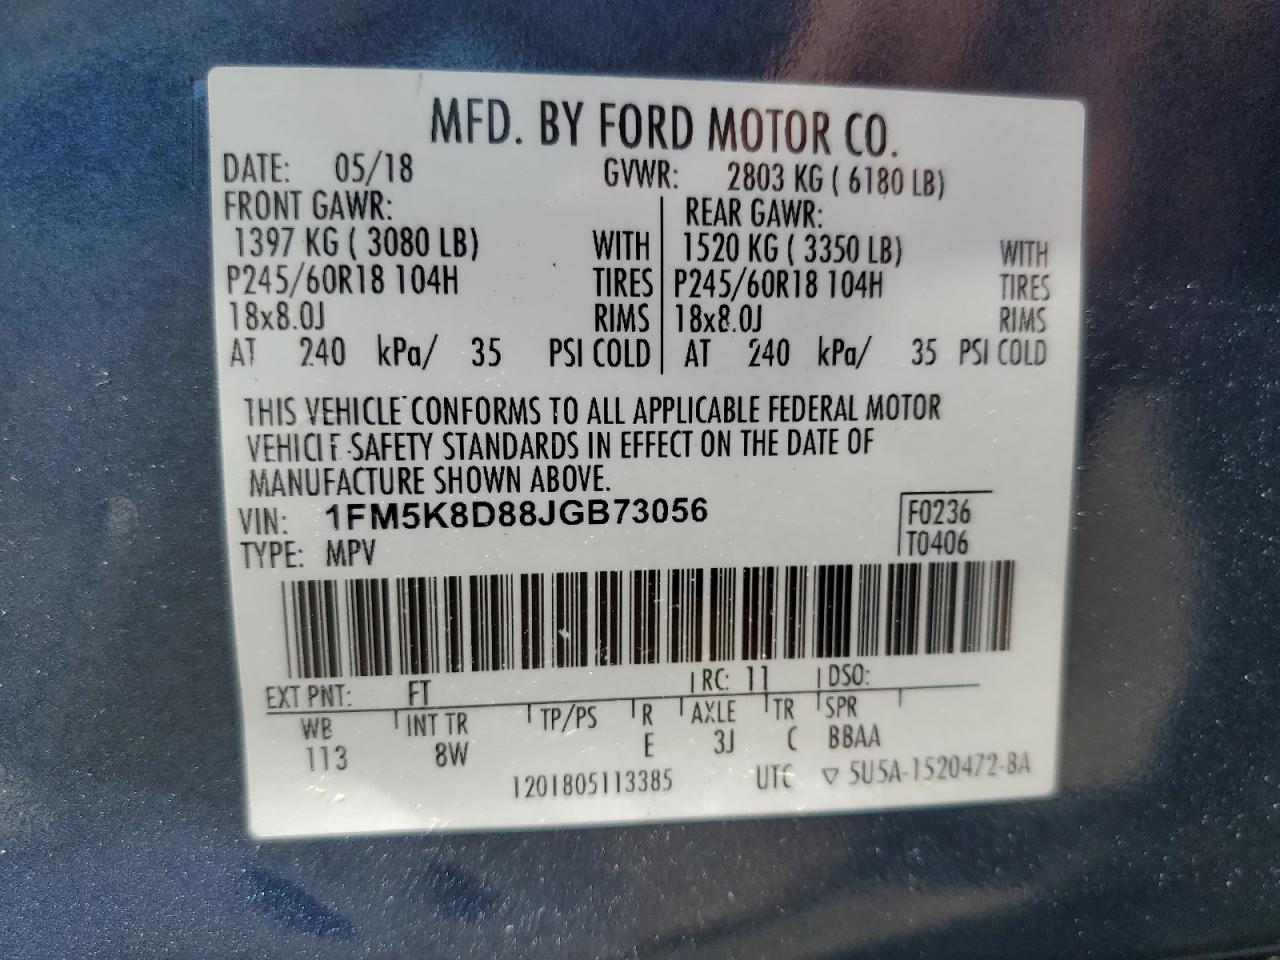 MFD. BY FORD MOTOR CO.
DATE: 05/18 GVWR: 2803 KG ( 6180 LB)
FRONT GAWR: REAR GAWR:
1397 KG ( 3080 LB) WITH 1520 KG ( 3350 LB) WITH
P245/60R18 104H TIRES P245/60R18 104H TIRES
18x8.0J RIMS 18x8.0J RIMS
AT 240 kPa/ 35 PSI COLD AT 240 kPa/ 35 PSI COLD
THIS VEHICLE CONFORMS TO ALL APPLICABLE FEDERAL MOTOR
VEHICLE SAFETY STANDARDS IN EFFECT ON THE DATE OF
MANUFACTURE SHOWN ABOVE.
VIN: 1FM5K8D88JGB73056 F0236
TYPE: MPV T0406
EXT PNT: FT RC: 11 DSO:
WB INT TR TP/PS R AXLE TR SPR
113 8W E 3J C BBAA
1201805113385 UTC ▽ 5U5A-1520472-BA